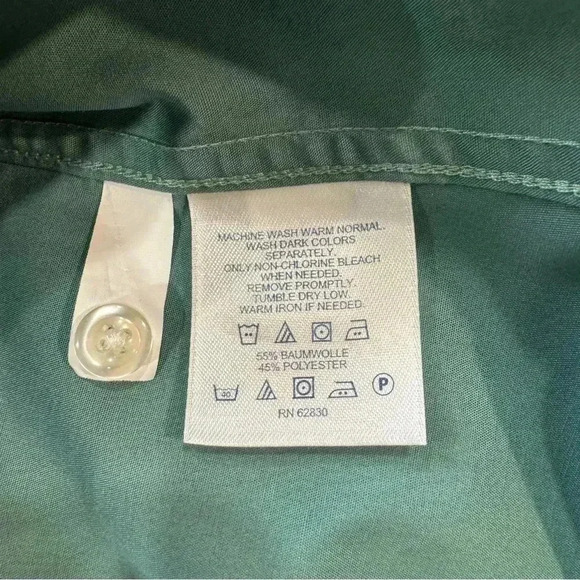 MACHINE WASH WARM NORMAL.
WASH DARK COLORS
SEPARATELY.
ONLY NON-CHLORINE BLEACH
WHEN NEEDED.
REMOVE PROMPTLY.
TUMBLE DRY LOW.
WARM IRON IF NEEDED.
55% BAUMWOLLE
45% POLYESTER
40
P
RN 62830